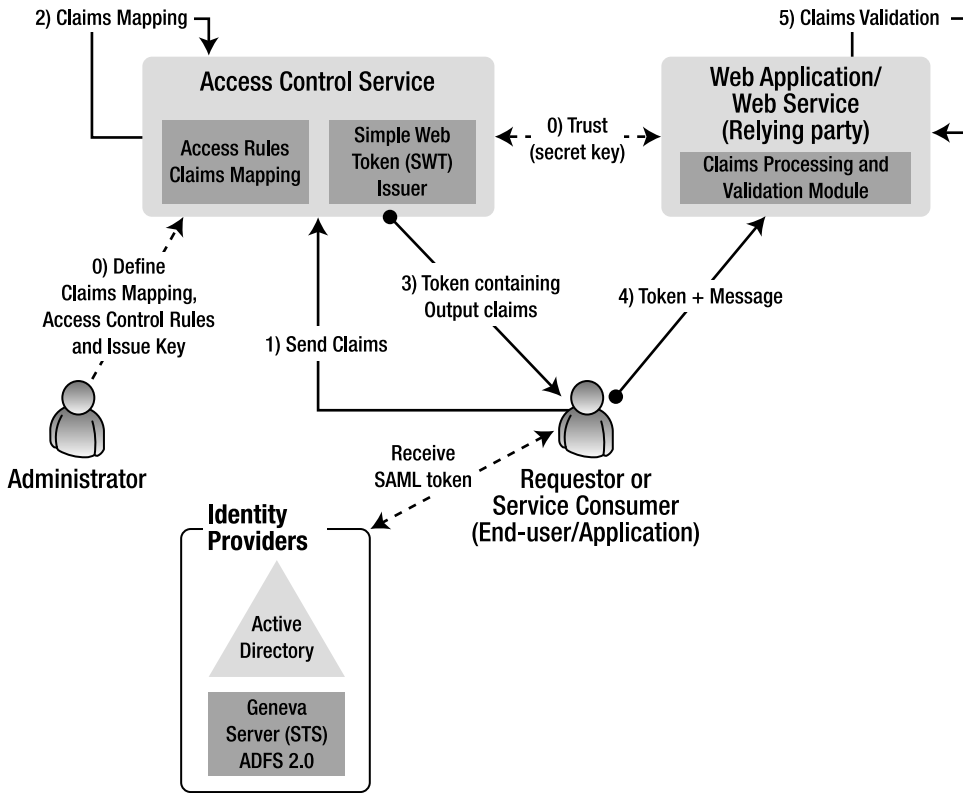 2) Claims Mapping
5) Claims Validation
Access Control Service
Access Rules
Claims Mapping
Simple Web
Token (SWT)
Issuer
0) Trust
(secret key)
Web Application/
Web Service
(Relying party)
Claims Processing and
Validation Module
0) Define
Claims Mapping,
Access Control Rules
and Issue Key
1) Send Claims
3) Token containing
Output claims
4) Token + Message
Administrator
Receive
SAML token
Requestor or
Service Consumer
(End-user/Application)
Identity
Providers
Active
Directory
Geneva
Server (STS)
ADFS 2.0